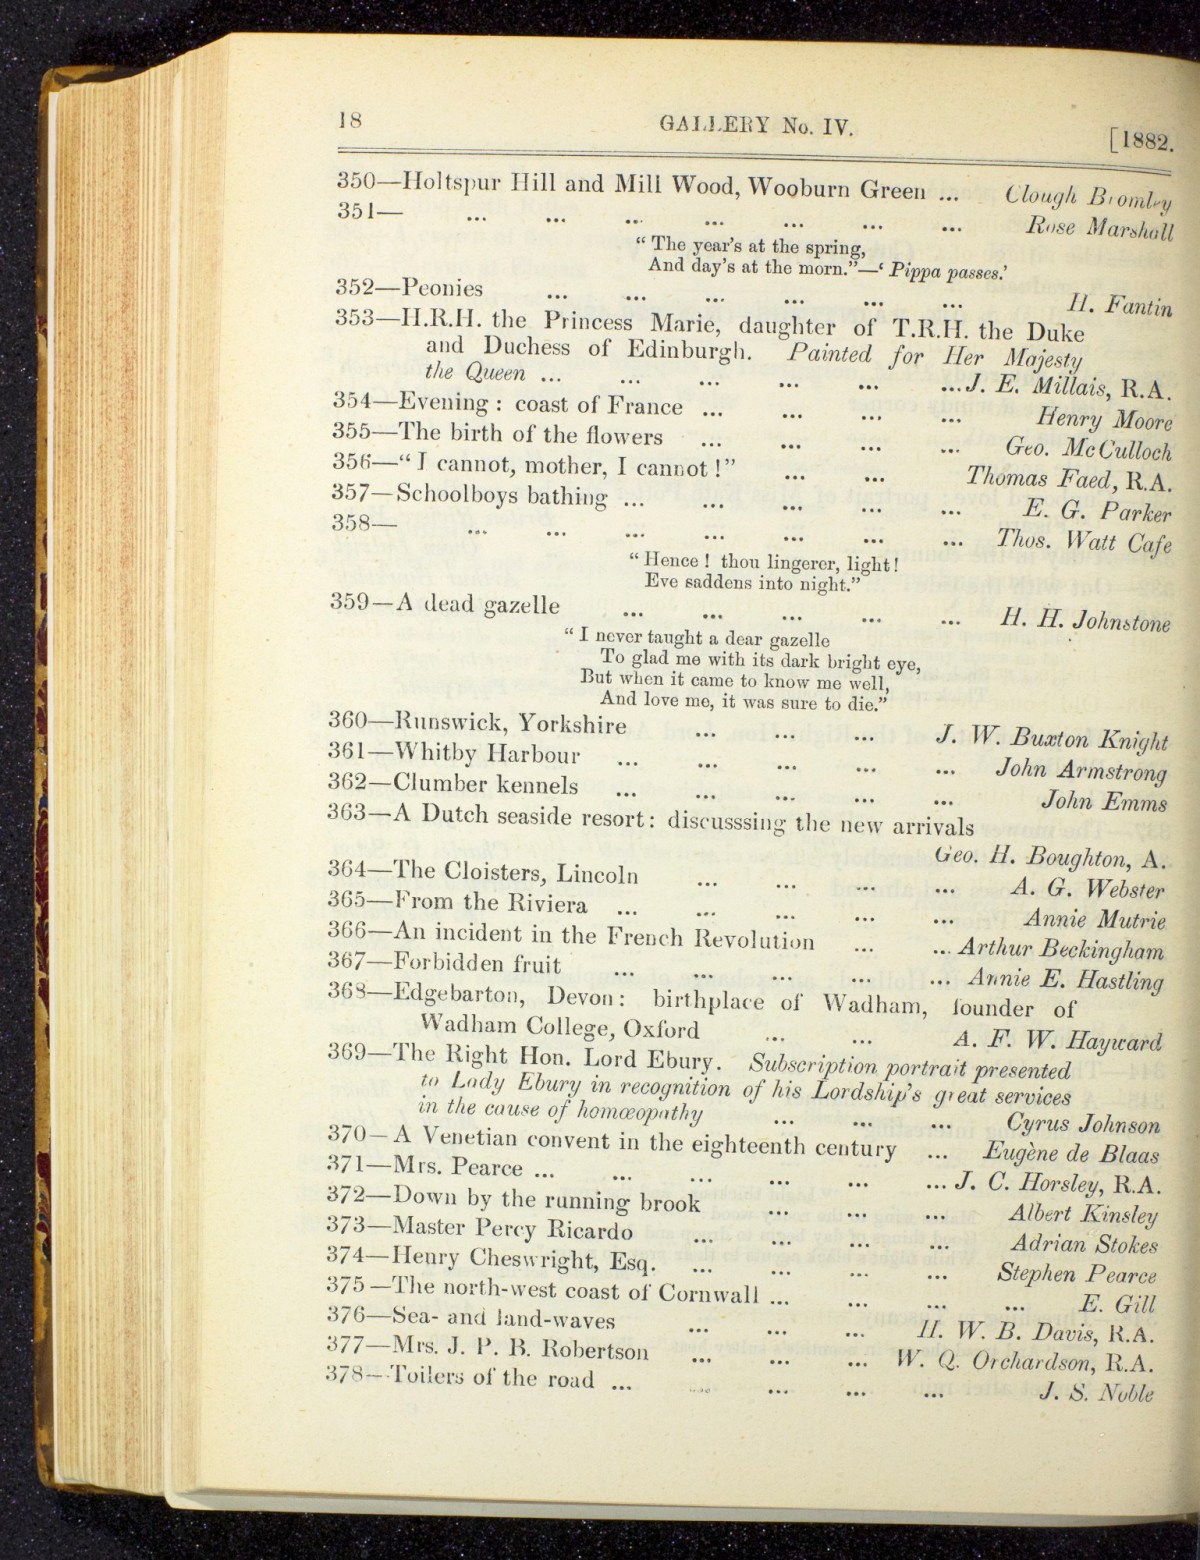 18 GALLERY No. IV. [1882.
350—Holtspur Hill and Mill Wood, Wooburn Green ... Clough Bromley
351— ... ... ... ... ... ... ... Rose Marshall
“ The year’s at the spring,
And day’s at the morn.”—‘ Pippa passes.’
352—Peonies ... ... ... ... ... ... H. Fantin
353—H.R.H. the Princess Marie, daughter of T.R.H. the Duke
and Duchess of Edinburgh. Painted for Her Majesty
the Queen ... ... ... ... ... ...J. E. Millais, R.A.
354—Evening : coast of France ... ... ... ... Henry Moore
355—The birth of the flowers ... ... ... ... Geo. McCulloch
356—“ I cannot, mother, I cannot ! ” ... ... Thomas Faed, R.A.
357—Schoolboys bathing ... ... ... ... ... E. G. Parker
358— ... ... ... ... ... ... ... Thos. Watt Cafe
“ Hence ! thou lingerer, light !
Eve saddens into night.”
359—A dead gazelle ... ... ... ... ... H. H. Johnstone
“ I never taught a dear gazelle
To glad me with its dark bright eye,
But when it came to know me well,
And love me, it was sure to die.”
360—Runswick, Yorkshire ... ... ... J. W. Buxton Knight
361—Whitby Harbour ... ... ... ... ... John Armstrong
362—Clumber kennels ... ... ... ... ... John Emms
363—A Dutch seaside resort : discusssing the new arrivals
Geo. H. Boughton, A.
364—The Cloisters, Lincoln ... ... ... ... A. G. Webster
365—From the Riviera ... ... ... ... ... Annie Mutrie
366—An incident in the French Revolution ... ... Arthur Beckingham
367—Forbidden fruit ... ... ... ... ... Annie E. Hastling
368—Edgebarton, Devon : birthplace of Wadham, founder of
Wadham College, Oxford ... ... A. F. W. Hayward
369—The Right Hon. Lord Ebury. Subscription portrait presented
to Lady Ebury in recognition of his Lordship’s great services
in the cause of homœopathy ... ... ... Cyrus Johnson
370—A Venetian convent in the eighteenth century ... Eugène de Blaas
371—Mrs. Pearce ... ... ... ... ... ... J. C. Horsley, R.A.
372—Down by the running brook ... ... ... Albert Kinsley
373—Master Percy Ricardo ... ... ... ... Adrian Stokes
374—Henry Cheswright, Esq. ... ... ... ... Stephen Pearce
375—The north-west coast of Cornwall ... ... ... ... E. Gill
376—Sea- and land-waves ... ... ... H. W. B. Davis, R.A.
377—Mrs. J. P. B. Robertson ... ... ... W. Q. Orchardson, R.A.
378—Toilers of the road ... ... ... ... ... J. S. Noble